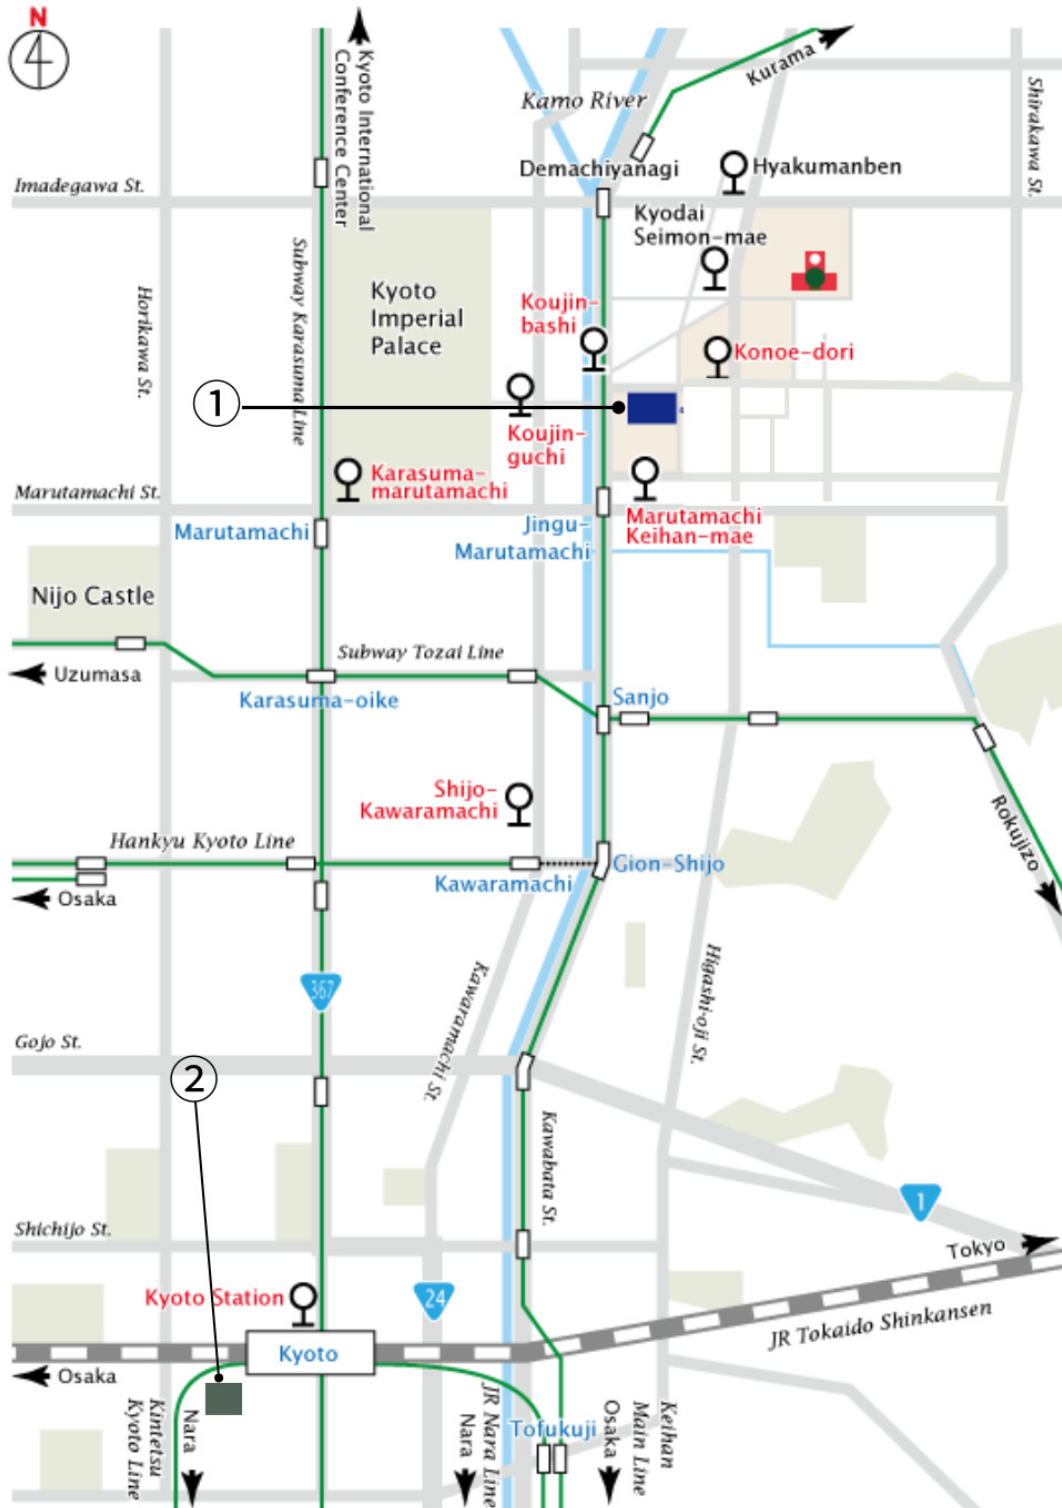 N
Kyoto International
Conference Center
Kamo River
Kurama
Shirakawa St.
Demachiyanagi
Hyakumanben
Imadegawa St.
Kyodai
Seimon-mae
Subway Karasuma Line
Horikawa St.
Kyoto
Imperial
Palace
Koujin-
bashi
Konoe-dori
1
Koujin-
guchi
Karasuma-
marutamachi
Marutamachi St.
Marutamachi
Jingu-
Marutamachi
Marutamachi
Keihan-mae
Nijo Castle
Subway Tozai Line
Uzumasa
Karasuma-oike
Sanjo
Shijo-
Kawaramachi
Rokujizo
Hankyu Kyoto Line
Kawaramachi
Gion-Shijo
Osaka
367
Kawaramachi St.
Higashi-oji St.
Gojo St.
2
Kawabata St.
1
Shichijo St.
Tokyo
Kyoto Station
24
JR Tokaido Shinkansen
Kyoto
Osaka
Kintetsu
Kyoto Line
Nara
Nara
JR Nara Line
Tofukuji
Osaka
Keihan
Main Line